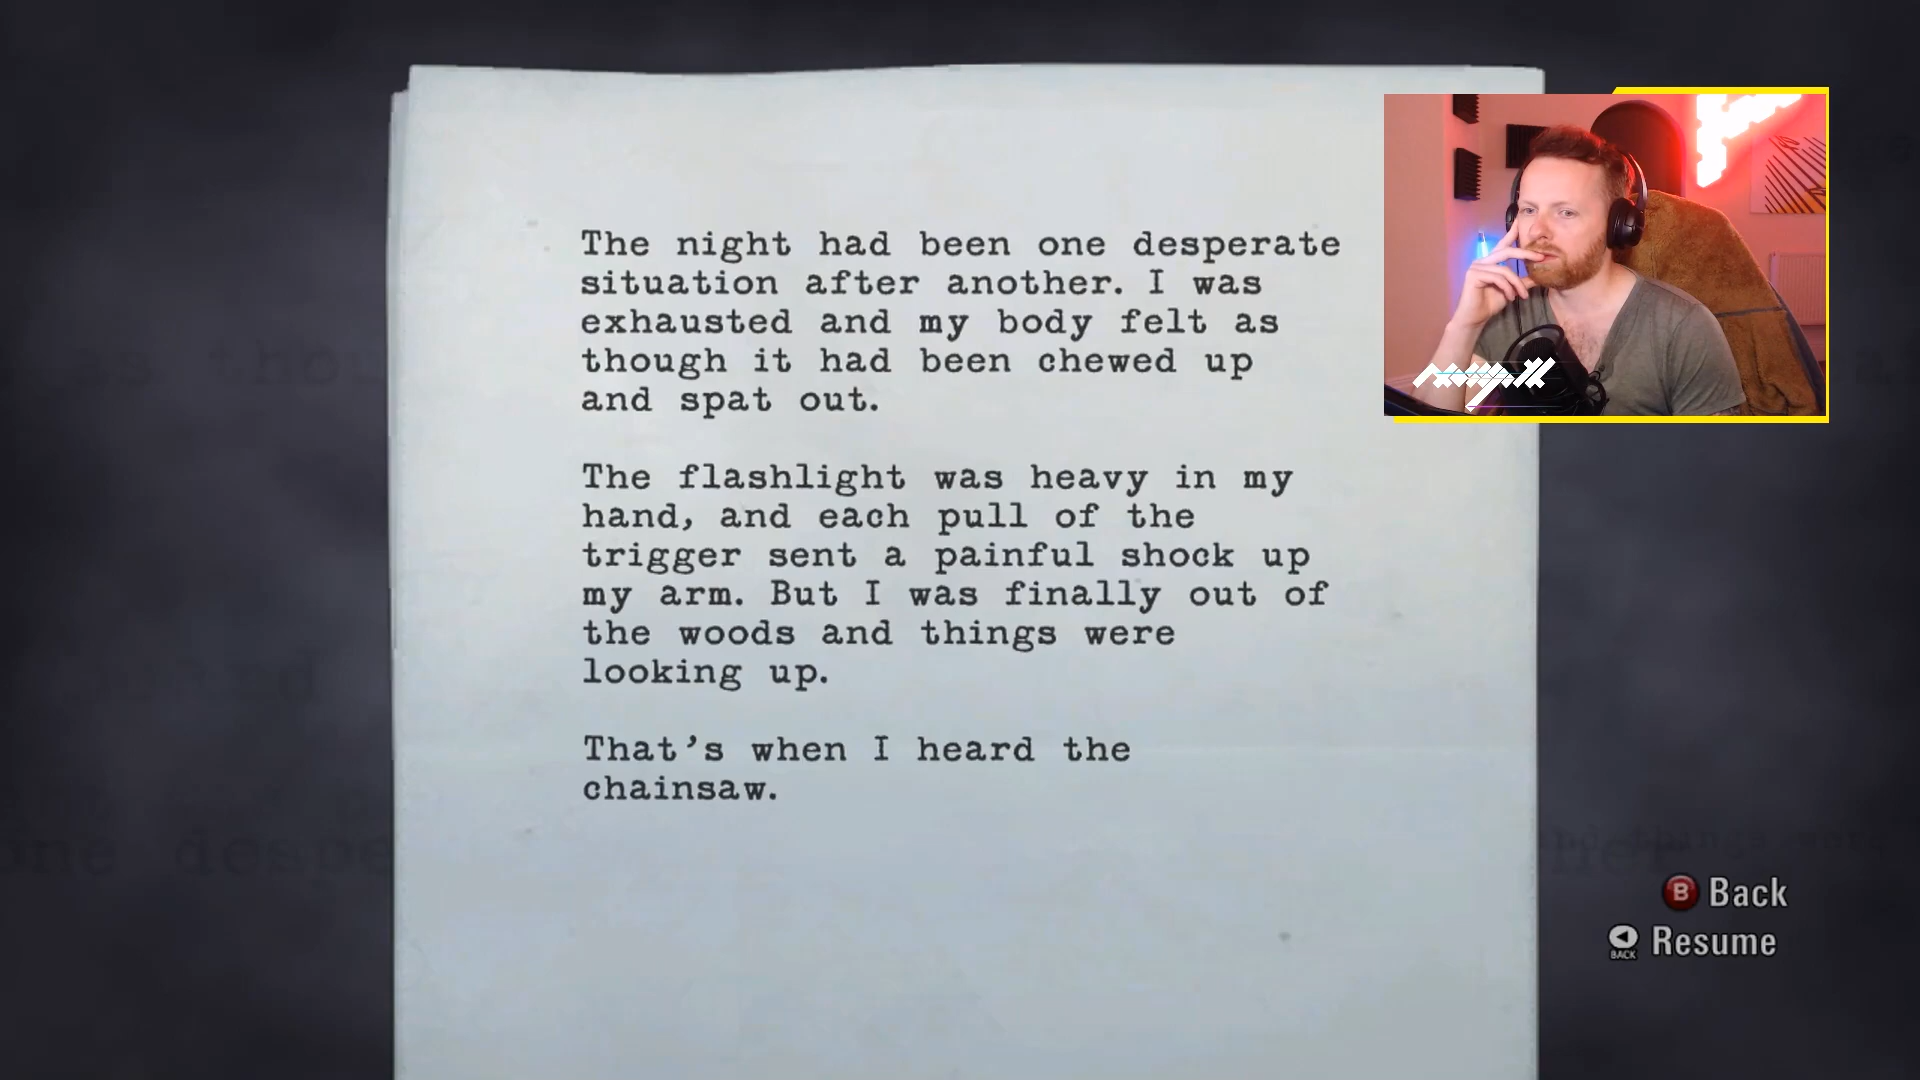 The night had been one desperate
situation after another. I was
exhausted and my body felt as
though it had been chewed up
and spat out.
The flashlight was heavy in my
hand, and each pull of the
trigger sent a painful shock up
my arm. But I was finally out of
the woods and things were
looking up.
That's when I heard the
chainsaw.
B Back
BACK Resume